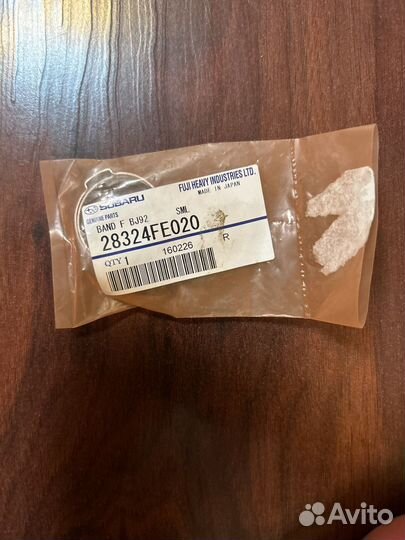 SUBARU
FUJI HEAVY INDUSTRIES LTD.
GENUINE PARTS
MADE IN JAPAN
BAND F BJ92 SML
28324FE020
QTY 1
160226
R
Avito